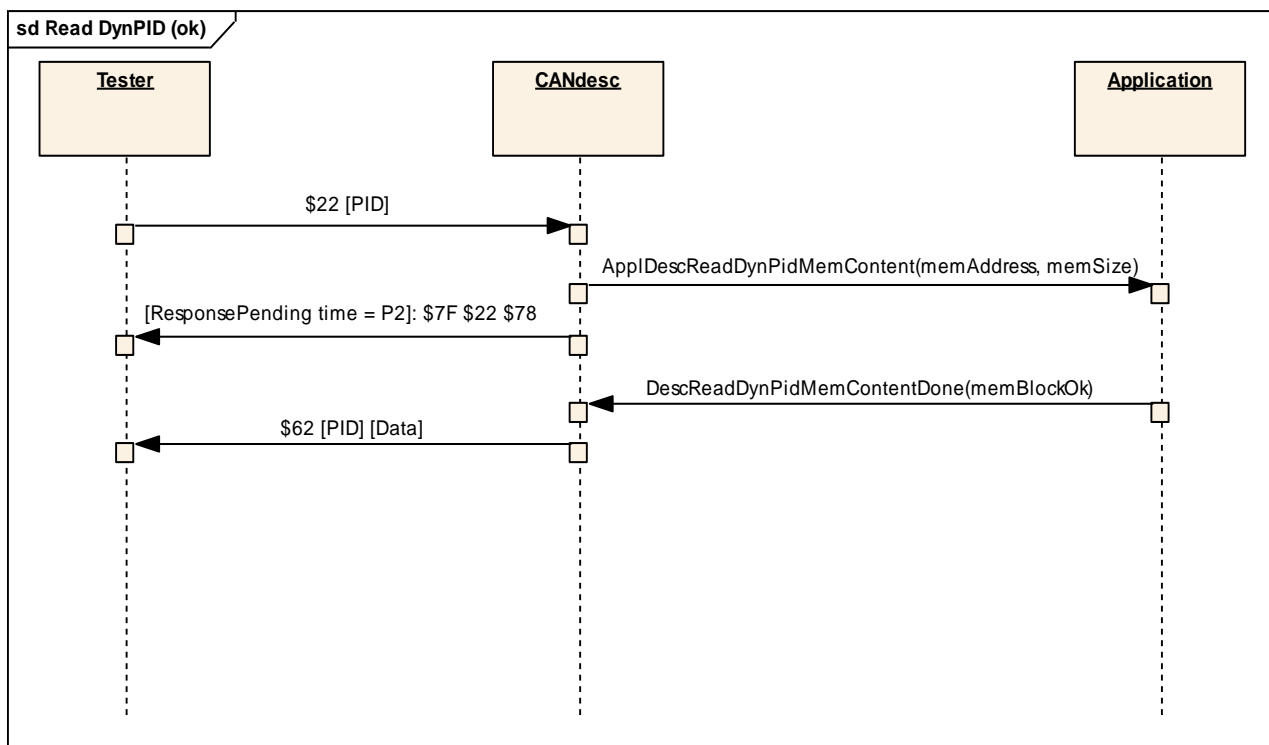 sd Read DynPID (ok)
Tester
CANdesc
Application
$22 [PID]
ApplDescReadDynPidMemContent(memAddress, memSize)
[ResponsePending time = P2]: $7F $22 $78
DescReadDynPidMemContentDone(memBlockOk)
$62 [PID] [Data]